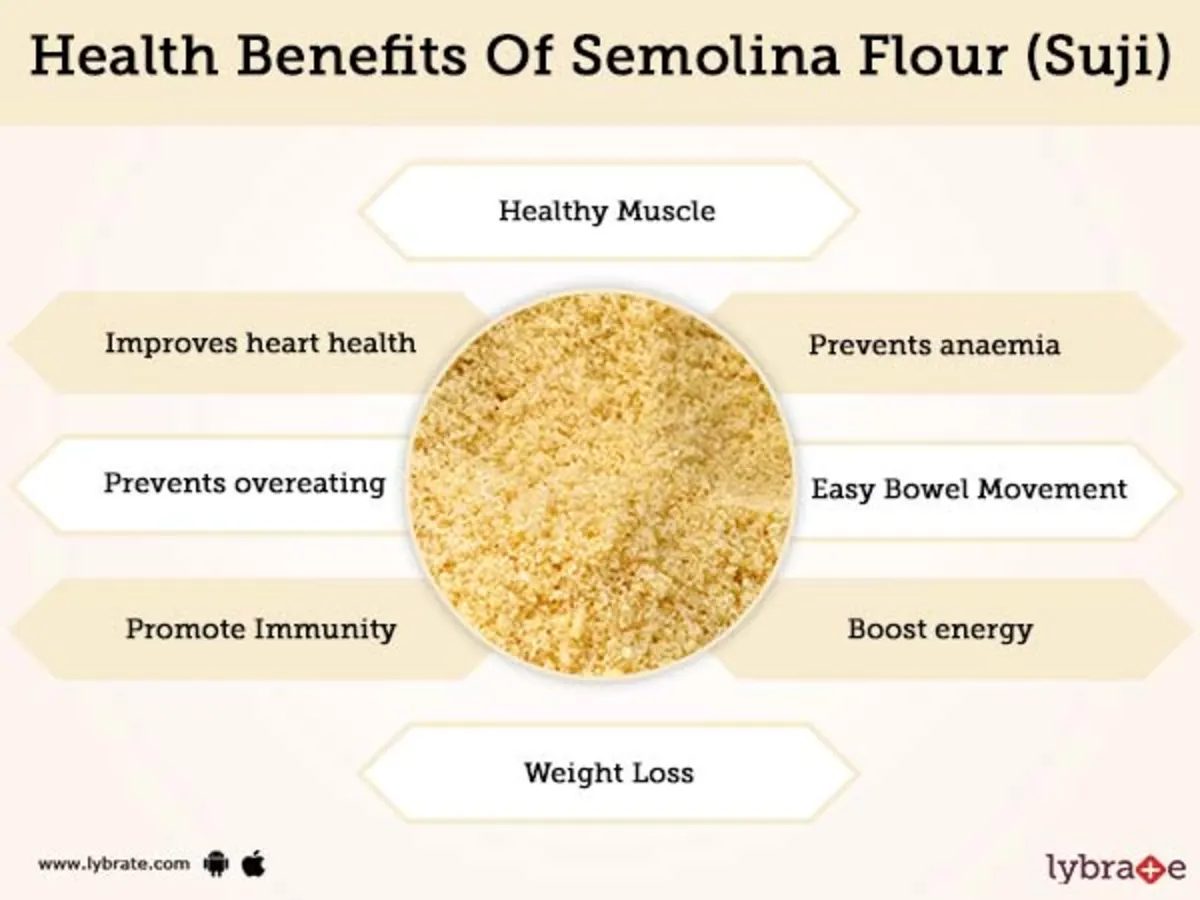 Health Benefits Of Semolina Flour (Suji)
Healthy Muscle
Improves heart health
Prevents anaemia
Prevents overeating
Easy Bowel Movement
Promote Immunity
Boost energy
Weight Loss
www.lybrate.com
lybrate